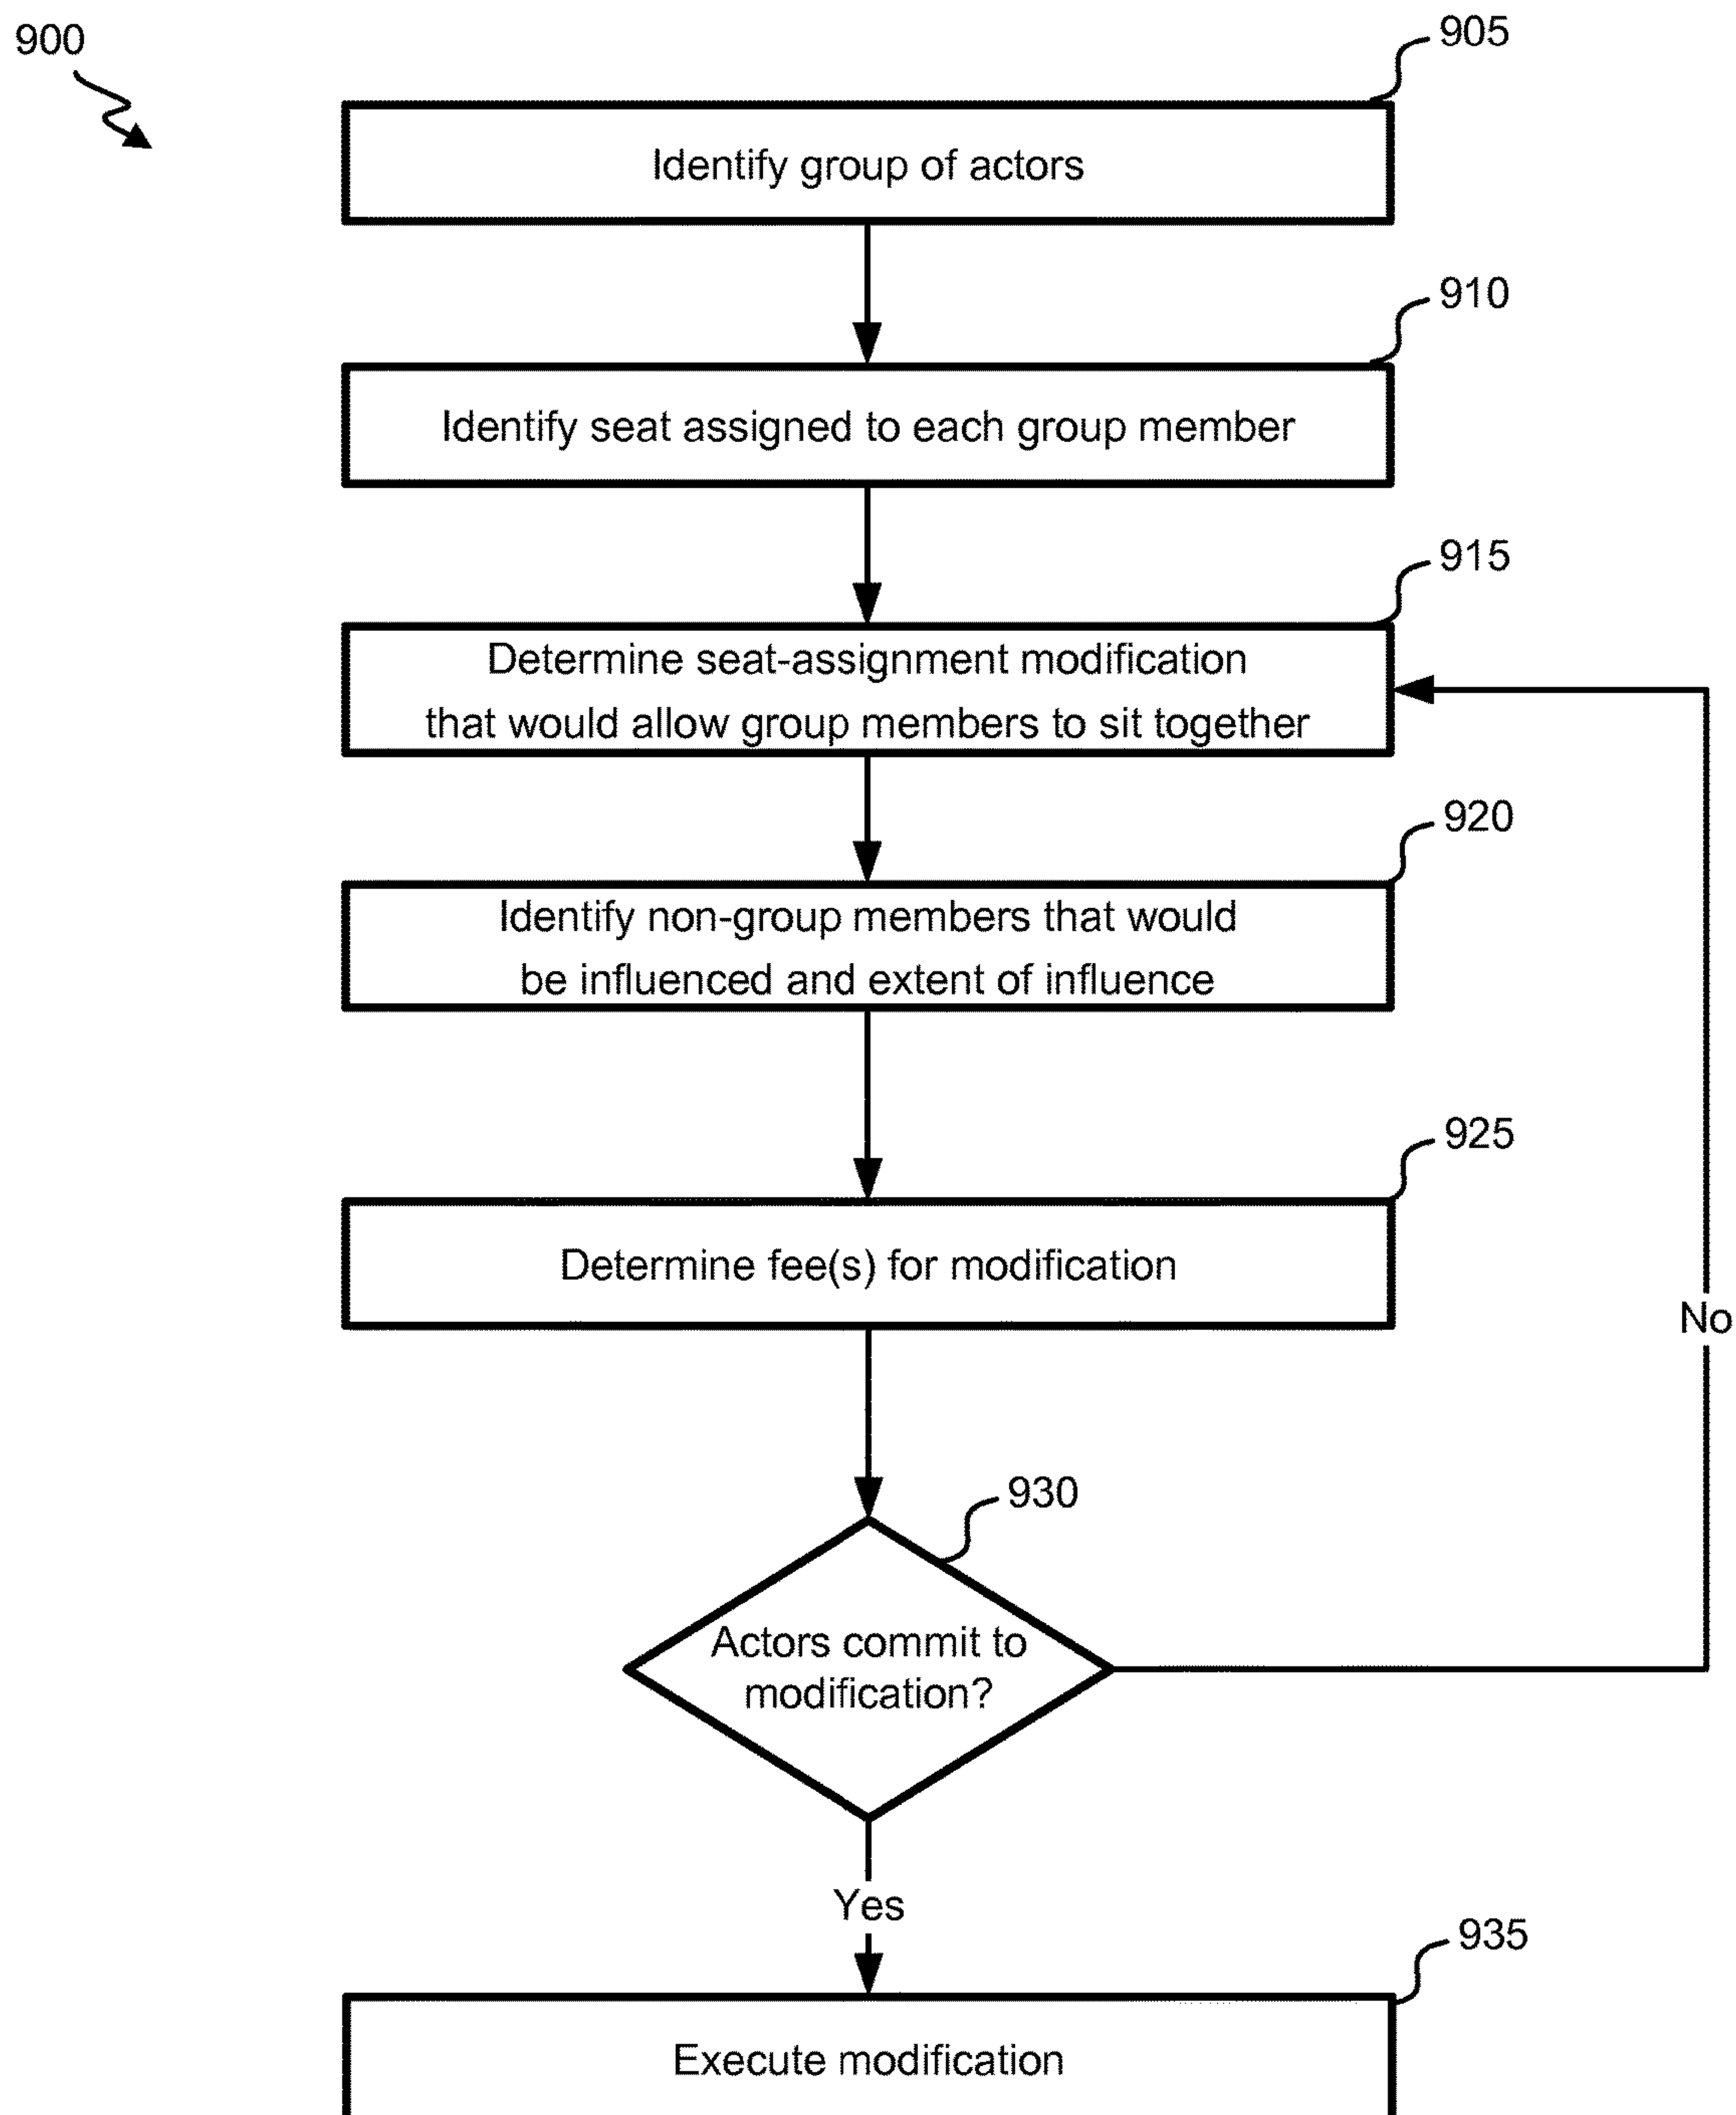 900
905
Identify group of actors
910
Identify seat assigned to each group member
915
Determine seat-assignment modification
that would allow group members to sit together
920
Identify non-group members that would
be influenced and extent of influence
925
Determine fee(s) for modification
No
930
Actors commit to
modification?
Yes
935
Execute modification